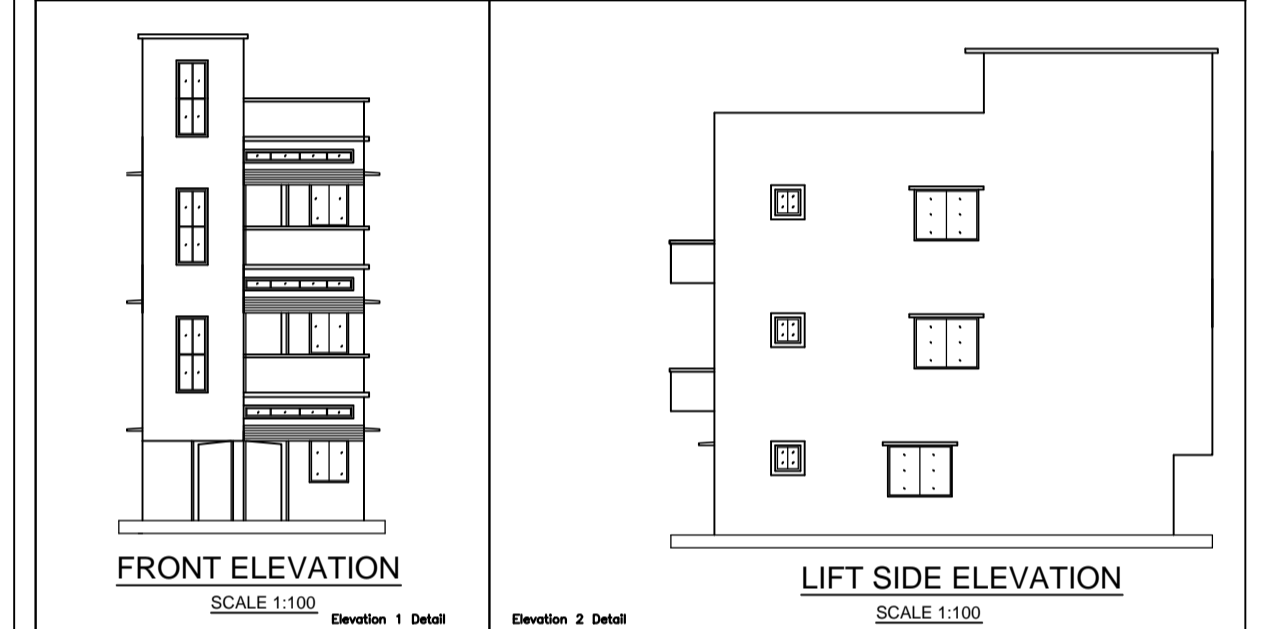 FRONT ELEVATION
SCALE 1:100
Elevation 1 Detail
LIFT SIDE ELEVATION
SCALE 1:100
Elevation 2 Detail